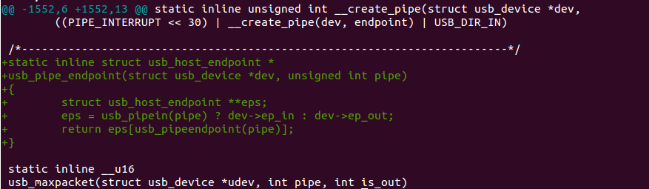 @@ -1552,6 +1552,13 @@ static inline unsigned int __create_pipe(struct usb_device *dev,
        ((PIPE_INTERRUPT << 30) | __create_pipe(dev, endpoint) | USB_DIR_IN)
 /*-------------------------------------------------------------------------*/
+static inline struct usb_host_endpoint *
+usb_pipe_endpoint(struct usb_device *dev, unsigned int pipe)
+{
+       struct usb_host_endpoint **eps;
+       eps = usb_pipein(pipe) ? dev->ep_in : dev->ep_out;
+       return eps[usb_pipeendpoint(pipe)];
+}
 static inline __u16
 usb_maxpacket(struct usb_device *udev, int pipe, int is_out)